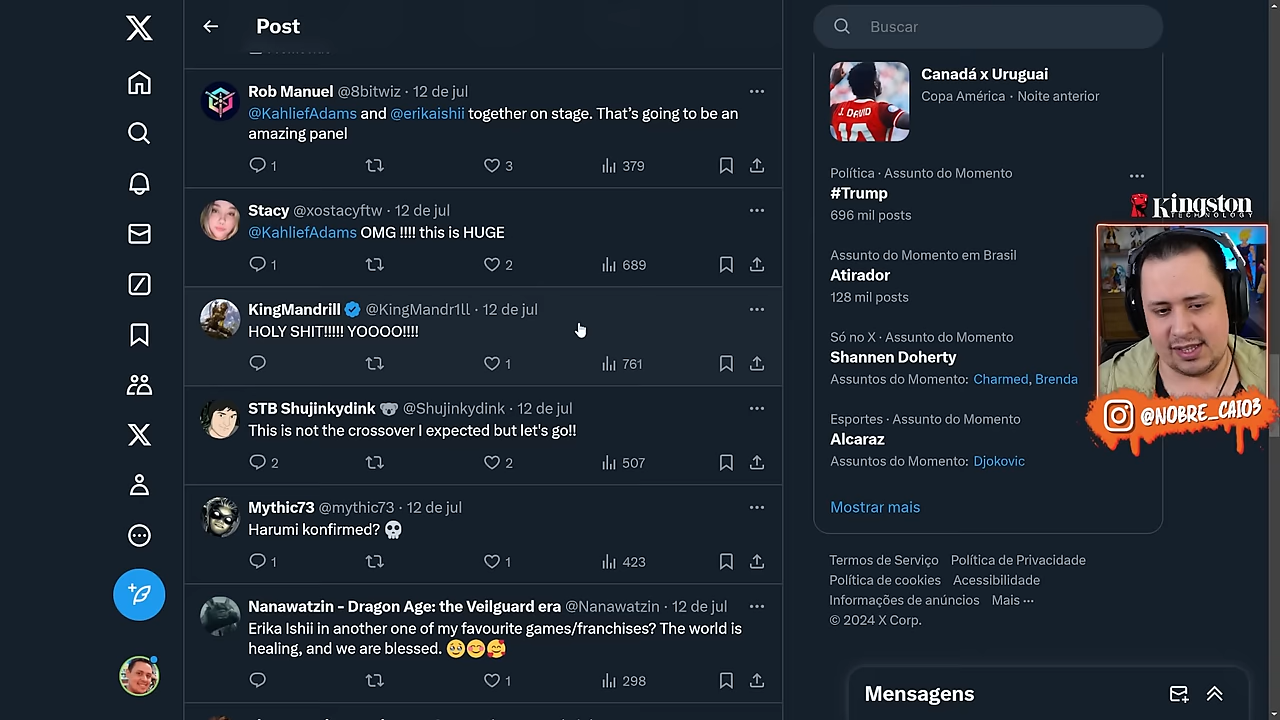 Post
Buscar
Rob Manuel @8bitwiz · 12 de jul
@KahliefAdams and @erikaishii together on stage. That's going to be an
amazing panel
1 3 379
Stacy @xostacyftw · 12 de jul
@KahliefAdams OMG !!!! this is HUGE
1 2 689
KingMandrill @KingMandr1ll · 12 de jul
HOLY SHIT!!!!! YOOOO!!!!
1 761
STB Shujinkydink 🐨 @Shujinkydink · 12 de jul
This is not the crossover I expected but let's go!!
2 2 507
Mythic73 @mythic73 · 12 de jul
Harumi konfirmed? 💀
1 1 423
Nanawatzin - Dragon Age: the Veilguard era @Nanawatzin · 12 de jul
Erika Ishii in another one of my favourite games/franchises? The world is
healing, and we are blessed. 🥹😊🥰
1 298
J. DAVID
10
Canadá x Uruguai
Copa América · Noite anterior
Política · Assunto do Momento
#Trump
696 mil posts
Assunto do Momento em Brasil
Atirador
128 mil posts
Só no X · Assunto do Momento
Shannen Doherty
Assuntos do Momento: Charmed, Brenda
Esportes · Assunto do Momento
Alcaraz
Assuntos do Momento: Djokovic
Mostrar mais
Termos de Serviço Política de Privacidade
Política de cookies Acessibilidade
Informações de anúncios Mais ···
© 2024 X Corp.
Mensagens
Kingston
TECHNOLOGY
@NOBRE_CAIO3